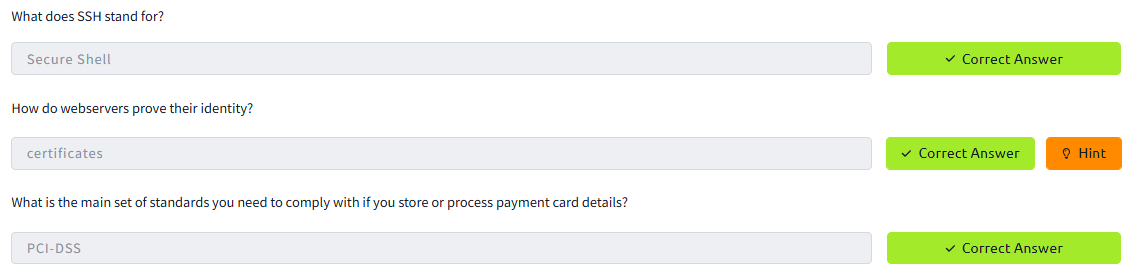 What does SSH stand for?
Secure Shell
Correct Answer
How do webservers prove their identity?
certificates
Correct Answer
Hint
What is the main set of standards you need to comply with if you store or process payment card details?
PCI-DSS
Correct Answer